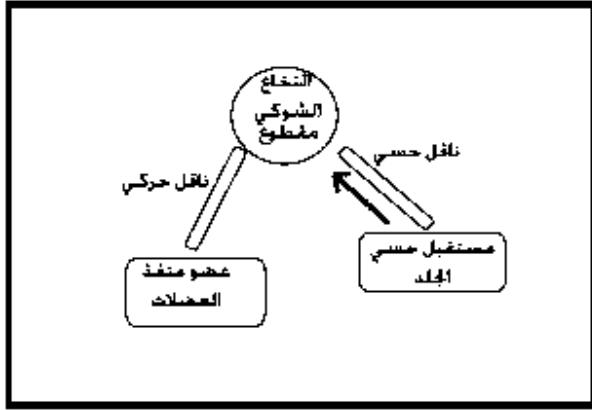 النخاع
الشوكي
مقطوع
ناقل حسي
ناقل حركي
مستقبل حسي
الجلد
عضو منفذ
العضلات